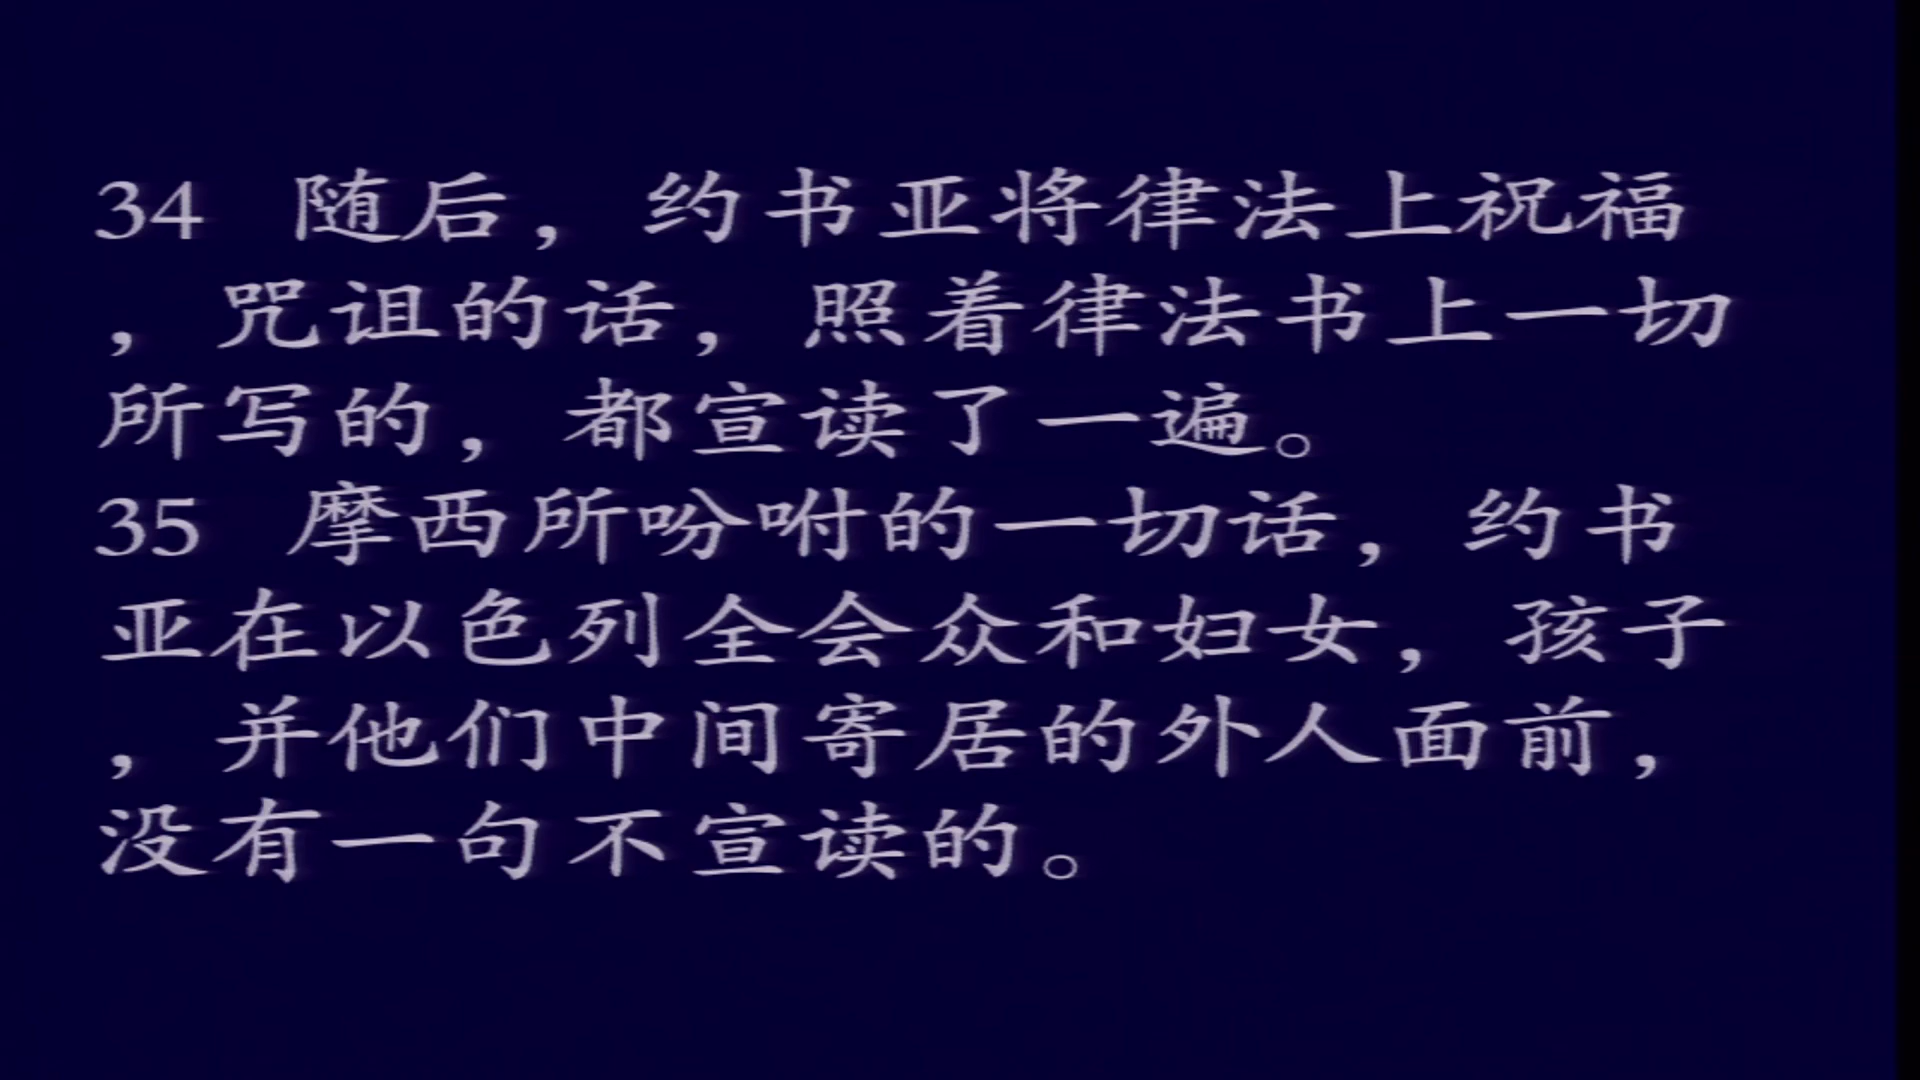 34 随后，约书亚将律法上祝福
，咒诅的话，照着律法书上一切
所写的，都宣读了一遍。
35 摩西所吩咐的一切话，约书
亚在以色列全会众和妇女，孩子
，并他们中间寄居的外人面前，
没有一句不宣读的。